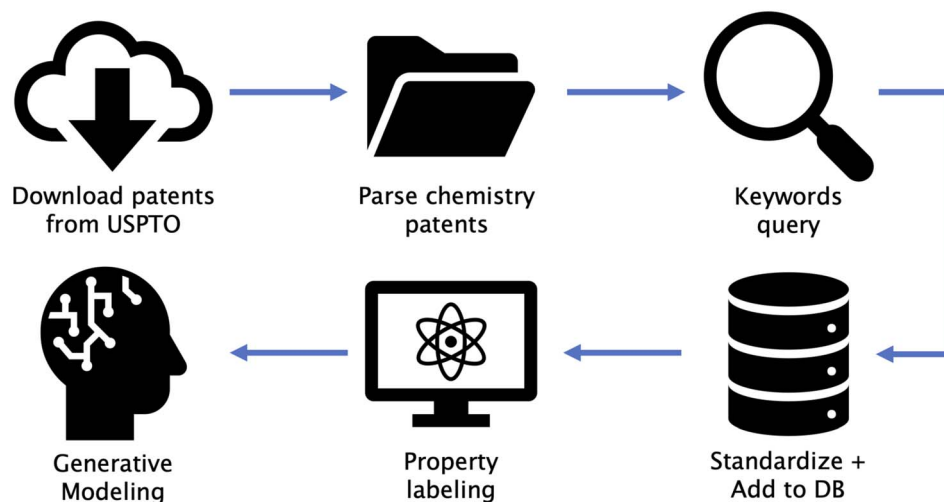 Download patents
from USPTO
Parse chemistry
patents
Keywords
query
Generative
Modeling
Property
labeling
Standardize +
Add to DB